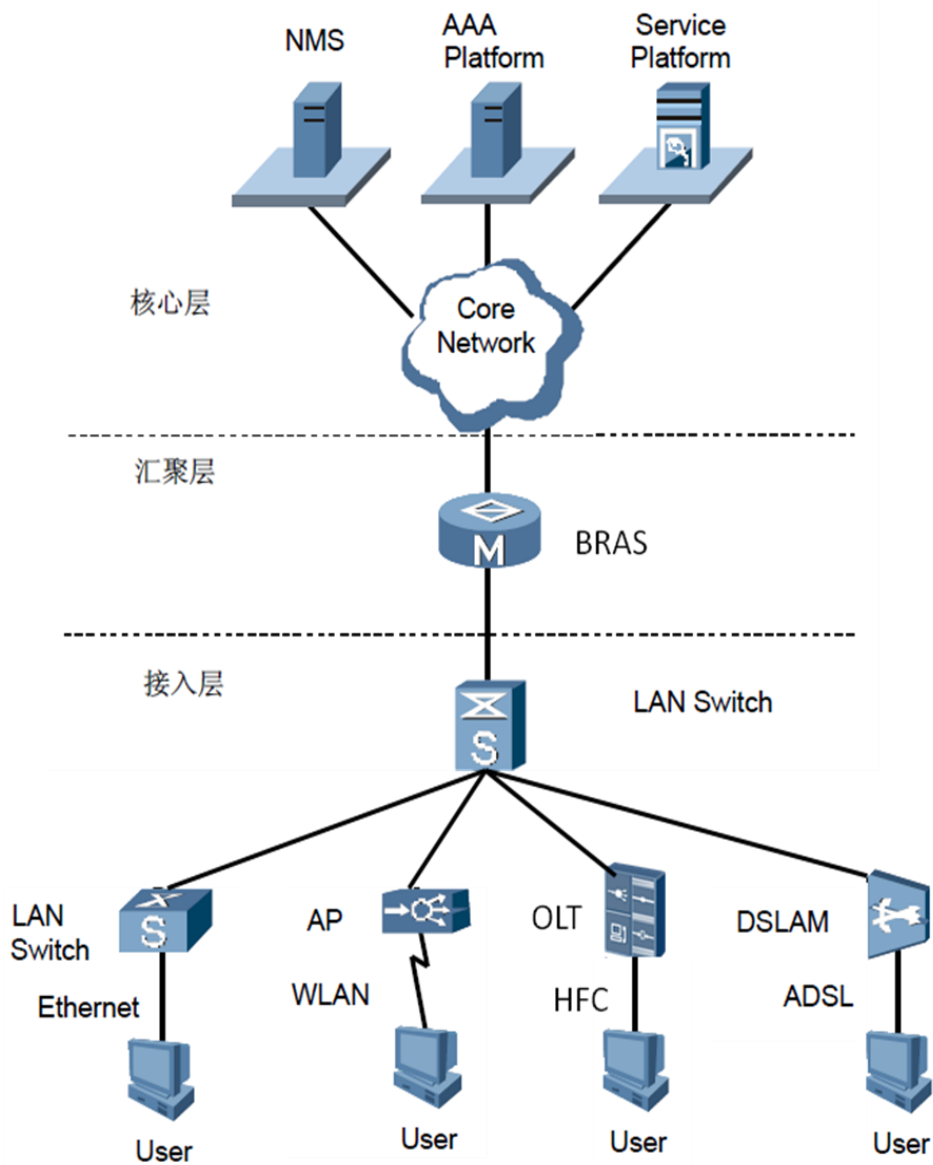 NMS
AAA
Platform
Service
Platform
核心层
Core
Network
汇聚层
M
BRAS
接入层
S
LAN Switch
LAN
Switch
S
AP
OLT
DSLAM
Ethernet
WLAN
HFC
ADSL
User
User
User
User